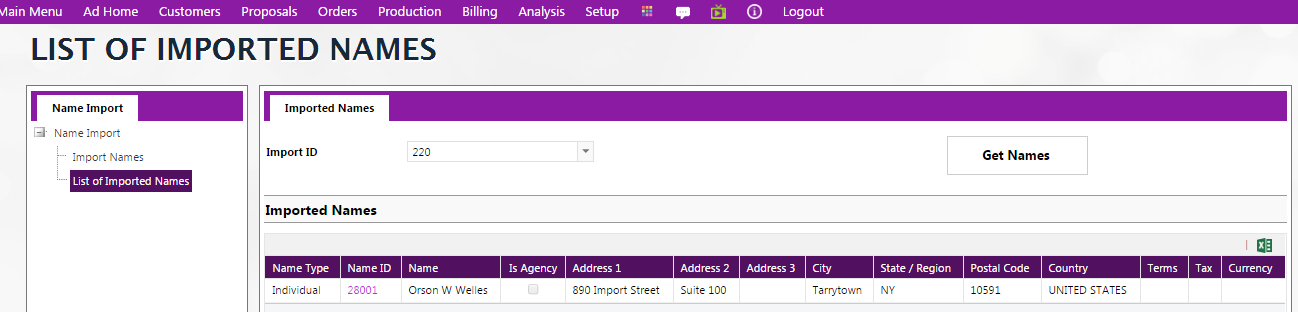 Main Menu Ad Home Customers Proposals Orders Production Billing Analysis Setup Logout
LIST OF IMPORTED NAMES
Name Import
Name Import
Import Names
List of Imported Names
Imported Names
Import ID 220 Get Names
Imported Names
Name Type Name ID Name Is Agency Address 1 Address 2 Address 3 City State / Region Postal Code Country Terms Tax Currency
Individual 28001 Orson W Welles 890 Import Street Suite 100 Tarrytown NY 10591 UNITED STATES